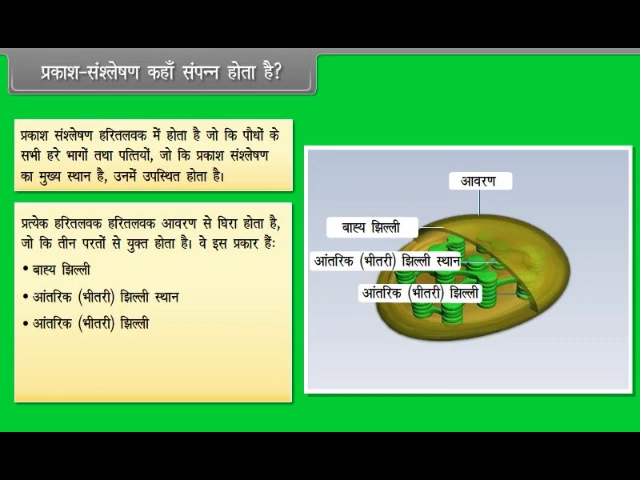 प्रकाश-संश्लेषण कहाँ संपन्न होता है?
प्रकाश संश्लेषण हरितलवक में होता है जो कि पौधों के
सभी हरे भागों तथा पत्तियों, जो कि प्रकाश संश्लेषण
का मुख्य स्थान है, उनमें उपस्थित होता है।
प्रत्येक हरितलवक हरितलवक आवरण से घिरा होता है,
जो कि तीन परतों से युक्त होता है। वे इस प्रकार हैं:
• बाह्य झिल्ली
• आंतरिक (भीतरी) झिल्ली स्थान
• आंतरिक (भीतरी) झिल्ली
आवरण
बाह्य झिल्ली
आंतरिक (भीतरी) झिल्ली स्थान
आंतरिक (भीतरी) झिल्ली